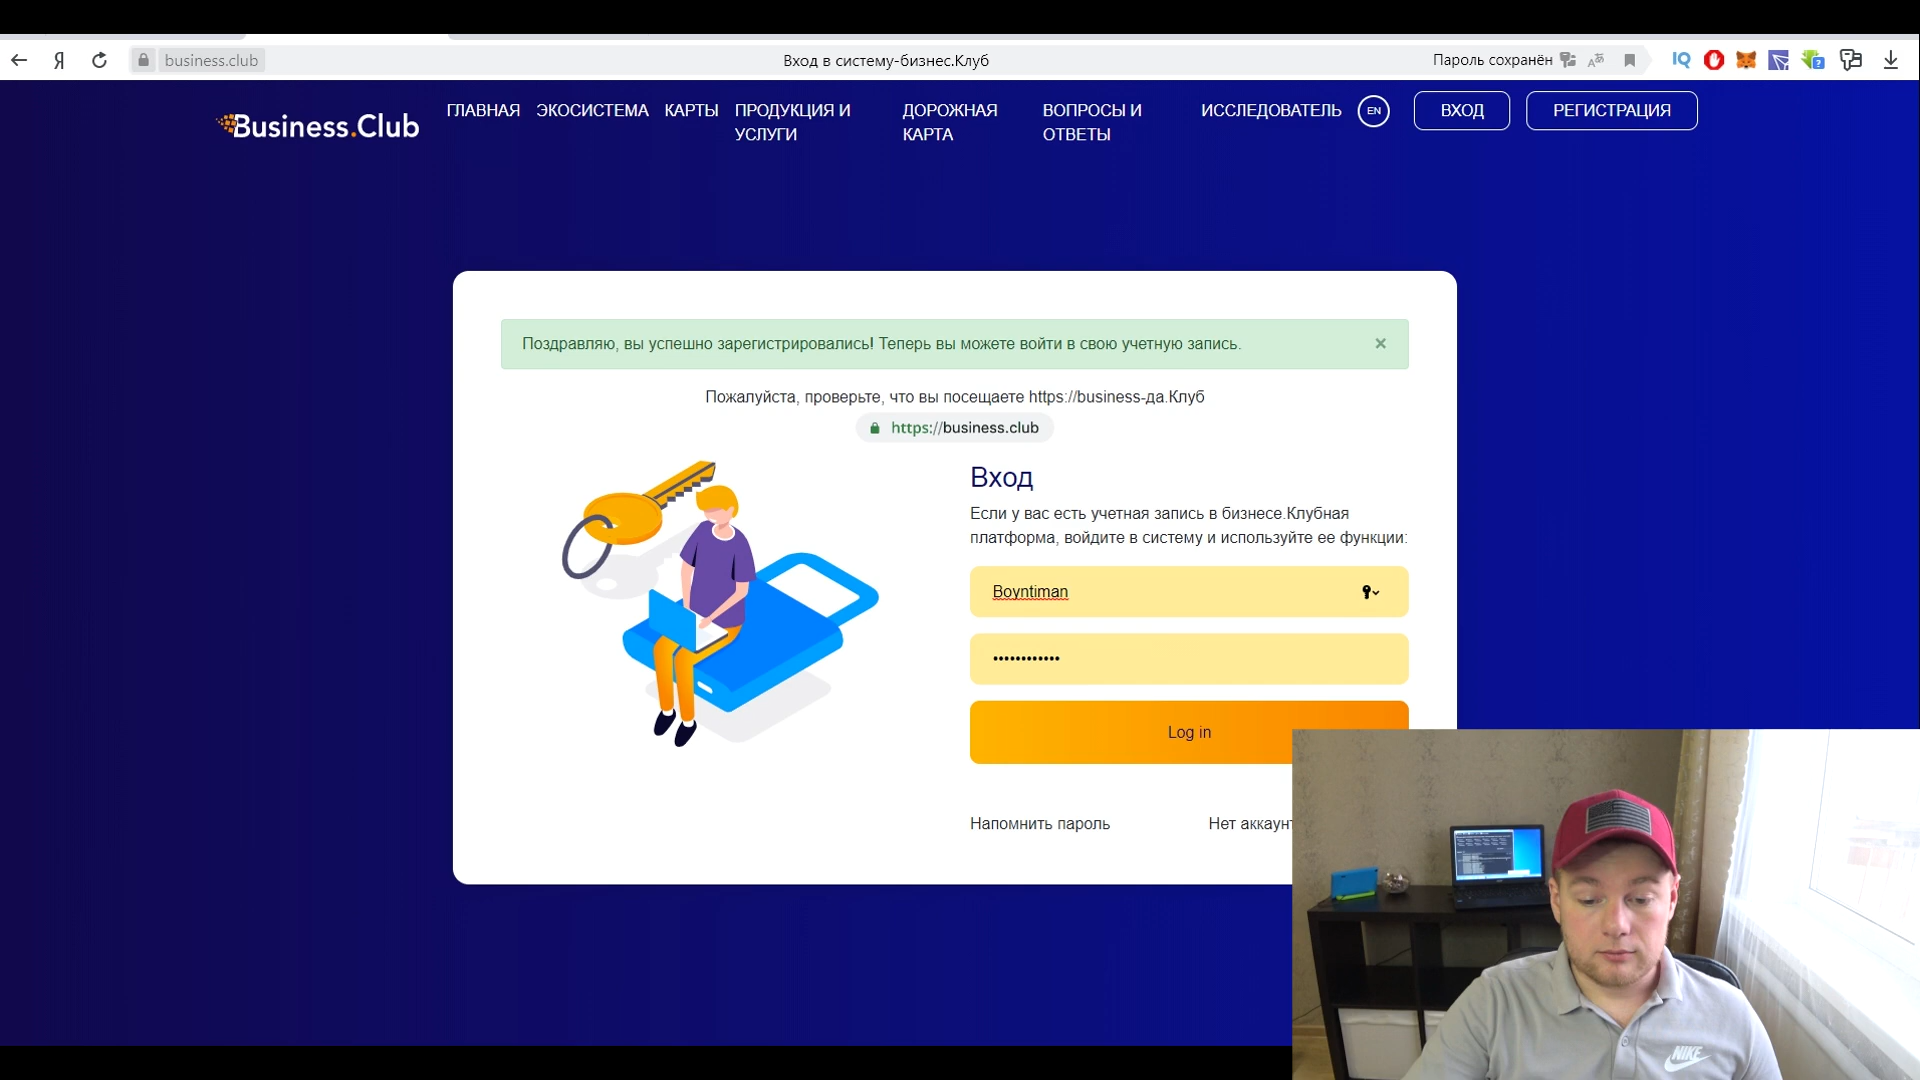 Я
business.club
Вход в систему-бизнес.Клуб
Пароль сохранён
IQ
Business.Club
ГЛАВНАЯ
ЭКОСИСТЕМА
КАРТЫ
ПРОДУКЦИЯ И
УСЛУГИ
ДОРОЖНАЯ
КАРТА
ВОПРОСЫ И
ОТВЕТЫ
ИССЛЕДОВАТЕЛЬ
EN
ВХОД
РЕГИСТРАЦИЯ
Поздравляю, вы успешно зарегистрировались! Теперь вы можете войти в свою учетную запись.
Пожалуйста, проверьте, что вы посещаете https://business-да.Клуб
https://business.club
Вход
Если у вас есть учетная запись в бизнесе.Клубная
платформа, войдите в систему и используйте ее функции:
Boyntiman
••••••••••••
Log in
Напомнить пароль
Нет аккаунт
NIKE